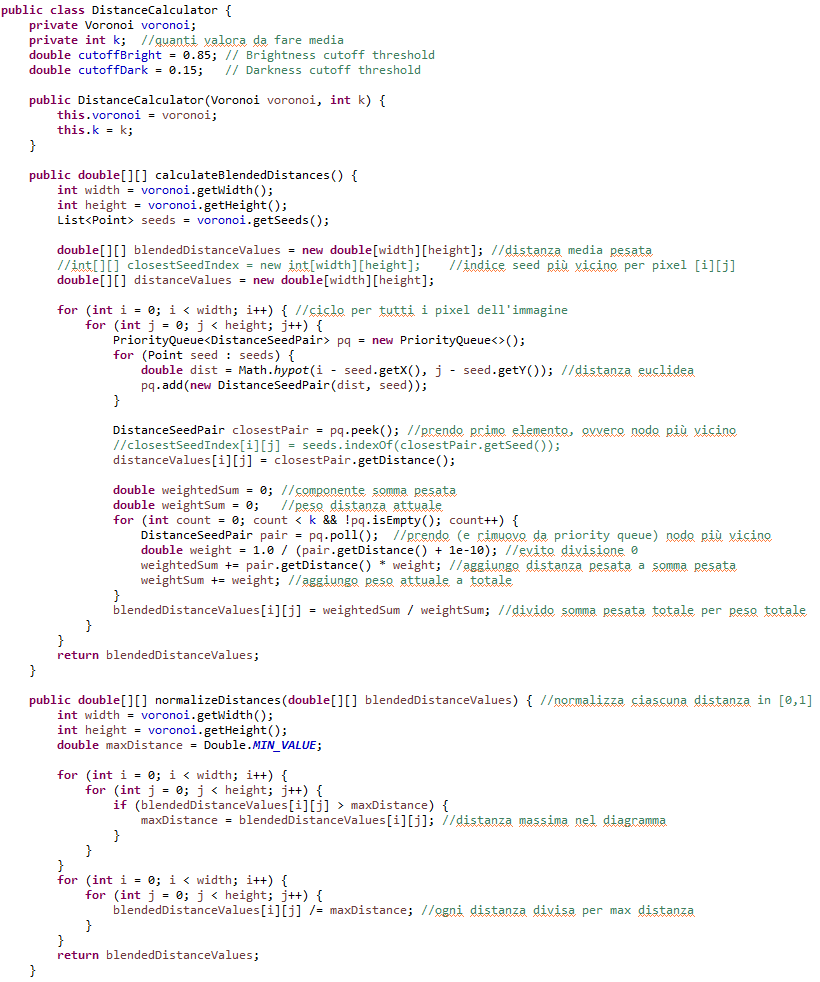 public class DistanceCalculator {
    private Voronoi voronoi;
    private int k;  //quanti valora da fare media
    double cutoffBright = 0.85; // Brightness cutoff threshold
    double cutoffDark = 0.15;   // Darkness cutoff threshold

    public DistanceCalculator(Voronoi voronoi, int k) {
        this.voronoi = voronoi;
        this.k = k;
    }

    public double[][] calculateBlendedDistances() {
        int width = voronoi.getWidth();
        int height = voronoi.getHeight();
        List<Point> seeds = voronoi.getSeeds();

        double[][] blendedDistanceValues = new double[width][height]; //distanza media pesata
        //int[][] closestSeedIndex = new int[width][height];    //indice seed più vicino per pixel [i][j]
        double[][] distanceValues = new double[width][height];

        for (int i = 0; i < width; i++) { //ciclo per tutti i pixel dell'immagine
            for (int j = 0; j < height; j++) {
                PriorityQueue<DistanceSeedPair> pq = new PriorityQueue<>();
                for (Point seed : seeds) {
                    double dist = Math.hypot(i - seed.getX(), j - seed.getY()); //distanza euclidea
                    pq.add(new DistanceSeedPair(dist, seed));
                }

                DistanceSeedPair closestPair = pq.peek(); //prendo primo elemento, ovvero nodo più vicino
                //closestSeedIndex[i][j] = seeds.indexOf(closestPair.getSeed());
                distanceValues[i][j] = closestPair.getDistance();

                double weightedSum = 0; //componente somma pesata
                double weightSum = 0;   //peso distanza attuale
                for (int count = 0; count < k && !pq.isEmpty(); count++) {
                    DistanceSeedPair pair = pq.poll();  //prendo (e rimuovo da priority queue) nodo più vicino
                    double weight = 1.0 / (pair.getDistance() + 1e-10); //evito divisione 0
                    weightedSum += pair.getDistance() * weight; //aggiungo distanza pesata a somma pesata
                    weightSum += weight; //aggiungo peso attuale a totale
                }
                blendedDistanceValues[i][j] = weightedSum / weightSum; //divido somma pesata totale per peso totale
            }
        }
        return blendedDistanceValues;
    }

    public double[][] normalizeDistances(double[][] blendedDistanceValues) { //normalizza ciascuna distanza in [0,1]
        int width = voronoi.getWidth();
        int height = voronoi.getHeight();
        double maxDistance = Double.MIN_VALUE;

        for (int i = 0; i < width; i++) {
            for (int j = 0; j < height; j++) {
                if (blendedDistanceValues[i][j] > maxDistance) {
                    maxDistance = blendedDistanceValues[i][j]; //distanza massima nel diagramma
                }
            }
        }
        for (int i = 0; i < width; i++) {
            for (int j = 0; j < height; j++) {
                blendedDistanceValues[i][j] /= maxDistance; //ogni distanza divisa per max distanza
            }
        }
        return blendedDistanceValues;
    }